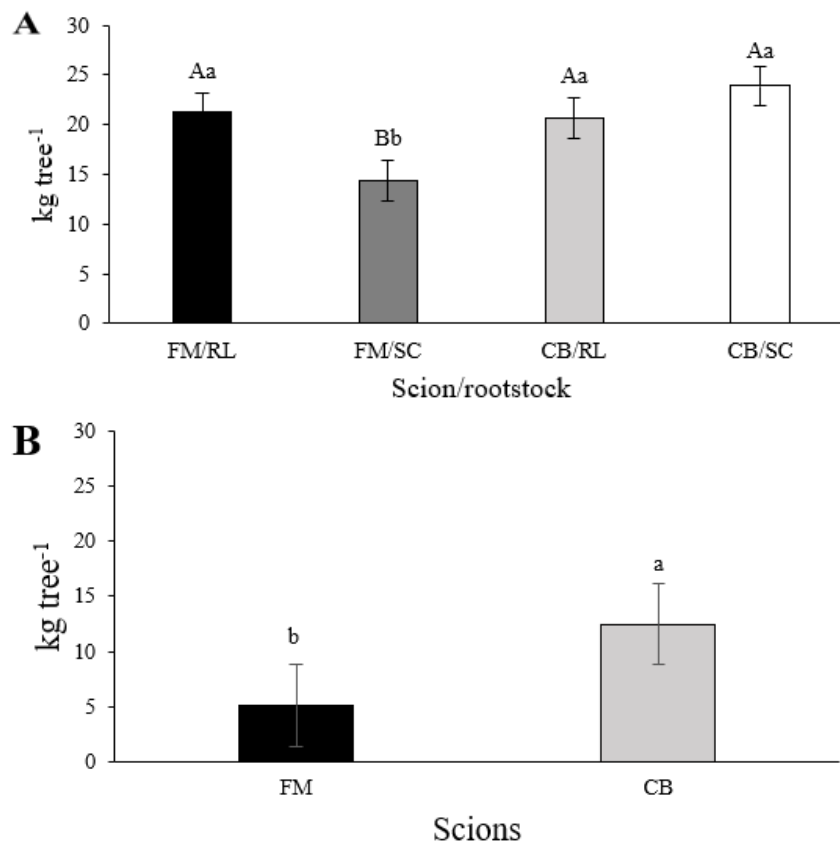 A
30
25
20
15
10
5
0
kg tree-1
Aa
Bb
Aa
Aa
FM/RL FM/SC CB/RL CB/SC
Scion/rootstock
B
30
25
20
15
10
5
0
kg tree-1
b
a
FM CB
Scions